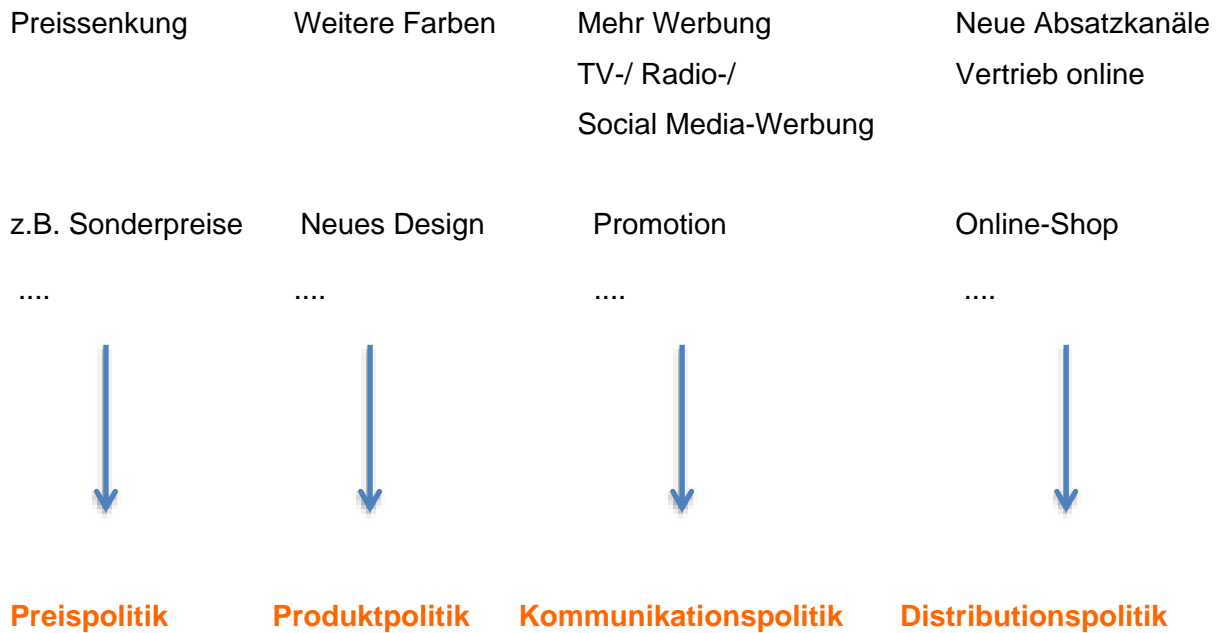 Preissenkung Weitere Farben Mehr Werbung Neue Absatzkanäle
TV-/ Radio-/ Vertrieb online
Social Media-Werbung
z.B. Sonderpreise Neues Design Promotion Online-Shop
.... .... .... ....
Preispolitik Produktpolitik Kommunikationspolitik Distributionspolitik